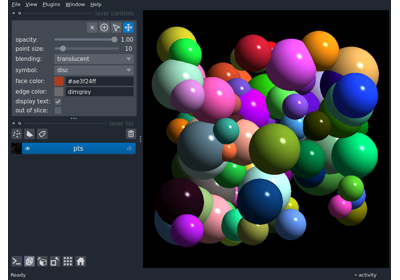 File View Plugins Window Help
layer controls
opacity: 1.00
point size: 10
blending: translucent
symbol: disc
face color: #ae3f24ff
edge color: dimgrey
display text:
out of slice:
layer list
pts
Ready
activity